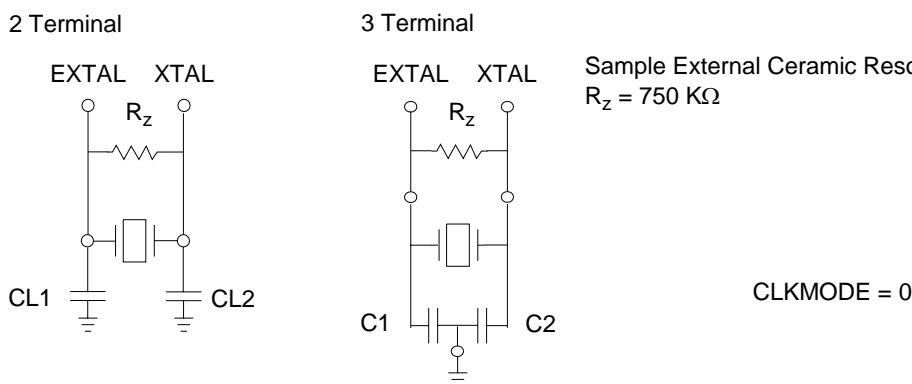 2 Terminal
3 Terminal
EXTAL XTAL
EXTAL XTAL
Sample External Ceramic
Rz
Rz
Rz = 750 KΩ
CL1
CL2
C1
C2
CLKMODE = 0